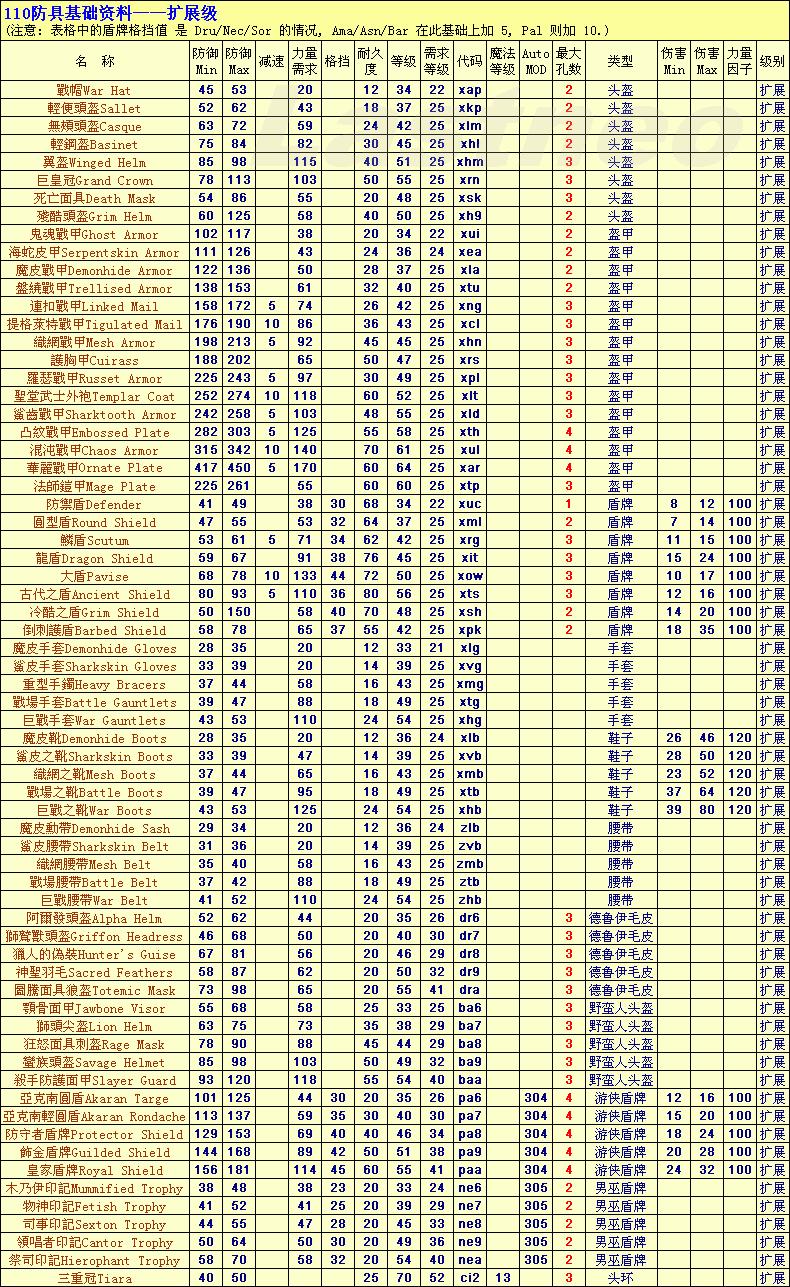 110防具基础资料——扩展级
(注意: 表格中的盾牌格挡值 是 Dru/Nec/Sor 的情况, Ama/Asn/Bar 在此基础上加 5, Pal 则加 10.)
名 称 防御Min 防御Max 减速 力量需求 格挡 耐久度 等级 需求等级 代码 魔法等级 Auto MOD 最大孔数 类型 伤害Min 伤害Max 力量因子 级别
戰帽War Hat 45 53 20 12 34 22 xap 2 头盔 扩展
輕便頭盔Sallet 52 62 43 18 37 25 xkp 2 头盔 扩展
無頰頭盔Casque 63 72 59 24 42 25 xlm 2 头盔 扩展
輕鋼盔Basinet 75 84 82 30 45 25 xhl 2 头盔 扩展
翼盔Winged Helm 85 98 115 40 51 25 xhm 3 头盔 扩展
巨皇冠Grand Crown 78 113 103 50 55 25 xrn 3 头盔 扩展
死亡面具Death Mask 54 86 55 20 48 25 xsk 3 头盔 扩展
殘酷頭盔Grim Helm 60 125 58 40 50 25 xh9 2 头盔 扩展
鬼魂戰甲Ghost Armor 102 117 38 20 34 22 xui 2 盔甲 扩展
海蛇皮甲Serpentskin Armor 111 126 43 24 36 24 xea 2 盔甲 扩展
魔皮戰甲Demonhide Armor 122 136 50 28 37 25 xla 2 盔甲 扩展
盤繞戰甲Trellised Armor 138 153 61 32 40 25 xtu 2 盔甲 扩展
連扣戰甲Linked Mail 158 172 5 74 26 42 25 xng 3 盔甲 扩展
提格萊特戰甲Tigulated Mail 176 190 10 86 36 43 25 xcl 3 盔甲 扩展
織網戰甲Mesh Armor 198 213 5 92 45 45 25 xhn 3 盔甲 扩展
護胸甲Cuirass 188 202 65 50 47 25 xrs 3 盔甲 扩展
羅瑟戰甲Russet Armor 225 243 5 97 30 49 25 xpl 3 盔甲 扩展
聖堂武士外袍Templar Coat 252 274 10 118 60 52 25 xlt 3 盔甲 扩展
鯊齒戰甲Sharktooth Armor 242 258 5 103 48 55 25 xld 3 盔甲 扩展
凸紋戰甲Embossed Plate 282 303 5 125 55 58 25 xth 4 盔甲 扩展
混沌戰甲Chaos Armor 315 342 10 140 70 61 25 xul 4 盔甲 扩展
華麗戰甲Ornate Plate 417 450 5 170 60 64 25 xar 4 盔甲 扩展
法師鎧甲Mage Plate 225 261 55 60 60 25 xtp 3 盔甲 扩展
防禦盾Defender 41 49 38 30 68 34 22 xuc 1 盾牌 8 12 100 扩展
圓型盾Round Shield 47 55 53 32 64 37 25 xml 2 盾牌 7 14 100 扩展
鱗盾Scutum 53 61 5 71 34 62 42 25 xrg 3 盾牌 11 15 100 扩展
龍盾Dragon Shield 59 67 91 38 76 45 25 xit 3 盾牌 15 24 100 扩展
大盾Pavise 68 78 10 133 44 72 50 25 xow 3 盾牌 10 17 100 扩展
古代之盾Ancient Shield 80 93 5 110 36 80 56 25 xts 3 盾牌 12 16 100 扩展
冷酷之盾Grim Shield 50 150 58 40 70 48 25 xsh 2 盾牌 14 20 100 扩展
倒刺護盾Barbed Shield 58 78 65 37 55 42 25 xpk 2 盾牌 18 35 100 扩展
魔皮手套Demonhide Gloves 28 35 20 12 33 21 xlg 手套 扩展
鯊皮手套Sharkskin Gloves 33 39 20 14 39 25 xvg 手套 扩展
重型手鐲Heavy Bracers 37 44 58 16 43 25 xmg 手套 扩展
戰場手套Battle Gauntlets 39 47 88 18 49 25 xtg 手套 扩展
巨戰手套War Gauntlets 43 53 110 24 54 25 xhg 手套 扩展
魔皮靴Demonhide Boots 28 35 20 12 36 24 xlb 鞋子 26 46 120 扩展
鯊皮之靴Sharkskin Boots 33 39 47 14 39 25 xvb 鞋子 28 50 120 扩展
織網之靴Mesh Boots 37 44 65 16 43 25 xmb 鞋子 23 52 120 扩展
戰場之靴Battle Boots 39 47 95 18 49 25 xtb 鞋子 37 64 120 扩展
巨戰之靴War Boots 43 53 125 24 54 25 xhb 鞋子 39 80 120 扩展
魔皮勳帶Demonhide Sash 29 34 20 12 36 24 zlb 腰带 扩展
鯊皮腰帶Sharkskin Belt 31 36 20 14 39 25 zvb 腰带 扩展
織網腰帶Mesh Belt 35 40 58 16 43 25 zmb 腰带 扩展
戰場腰帶Battle Belt 37 42 88 18 49 25 ztb 腰带 扩展
巨戰腰帶War Belt 41 52 110 24 54 25 zhb 腰带 扩展
阿爾發頭盔Alpha Helm 52 62 44 20 35 26 dr6 3 德鲁伊毛皮 扩展
獅鷲獸頭盔Griffon Headress 46 68 50 20 40 30 dr7 3 德鲁伊毛皮 扩展
獵人的偽裝Hunter's Guise 67 81 56 20 46 29 dr8 3 德鲁伊毛皮 扩展
神聖羽毛Sacred Feathers 58 87 62 20 50 32 dr9 3 德鲁伊毛皮 扩展
圖騰面具狼盔Totemic Mask 73 98 65 20 55 41 dra 3 德鲁伊毛皮 扩展
顎骨面甲Jawbone Visor 55 68 58 25 33 25 ba6 3 野蛮人头盔 扩展
獅頭尖盔Lion Helm 63 75 73 35 38 29 ba7 3 野蛮人头盔 扩展
狂怒面具刺盔Rage Mask 78 90 88 45 44 29 ba8 3 野蛮人头盔 扩展
蠻族頭盔Savage Helmet 85 98 103 50 49 32 ba9 3 野蛮人头盔 扩展
殺手防護面甲Slayer Guard 93 120 118 55 54 40 baa 3 野蛮人头盔 扩展
亞克南圓盾Akaran Targe 101 125 44 30 20 35 26 pa6 304 4 游侠盾牌 12 16 100 扩展
亞克南輕圓盾Akaran Rondache 113 137 59 35 30 40 30 pa7 304 4 游侠盾牌 15 20 100 扩展
防守者盾牌Protector Shield 129 153 69 40 40 46 34 pa8 304 4 游侠盾牌 18 24 100 扩展
飾金盾牌Guilded Shield 144 168 89 42 50 51 38 pa9 304 4 游侠盾牌 20 28 100 扩展
皇家盾牌Royal Shield 156 181 114 45 60 55 41 paa 304 4 游侠盾牌 24 32 100 扩展
木乃伊印記Mummified Trophy 38 48 38 23 20 33 24 ne6 305 2 男巫盾牌 扩展
物神印記Fetish Trophy 41 52 41 25 20 39 29 ne7 305 2 男巫盾牌 扩展
司事印記Sexton Trophy 44 55 47 28 20 45 33 ne8 305 2 男巫盾牌 扩展
領唱者印記Cantor Trophy 50 64 50 30 20 49 36 ne9 305 2 男巫盾牌 扩展
祭司印記Hierophant Trophy 58 70 58 32 20 54 40 nea 305 2 男巫盾牌 扩展
三重冠Tiara 40 50 25 70 52 ci2 13 3 头环 扩展